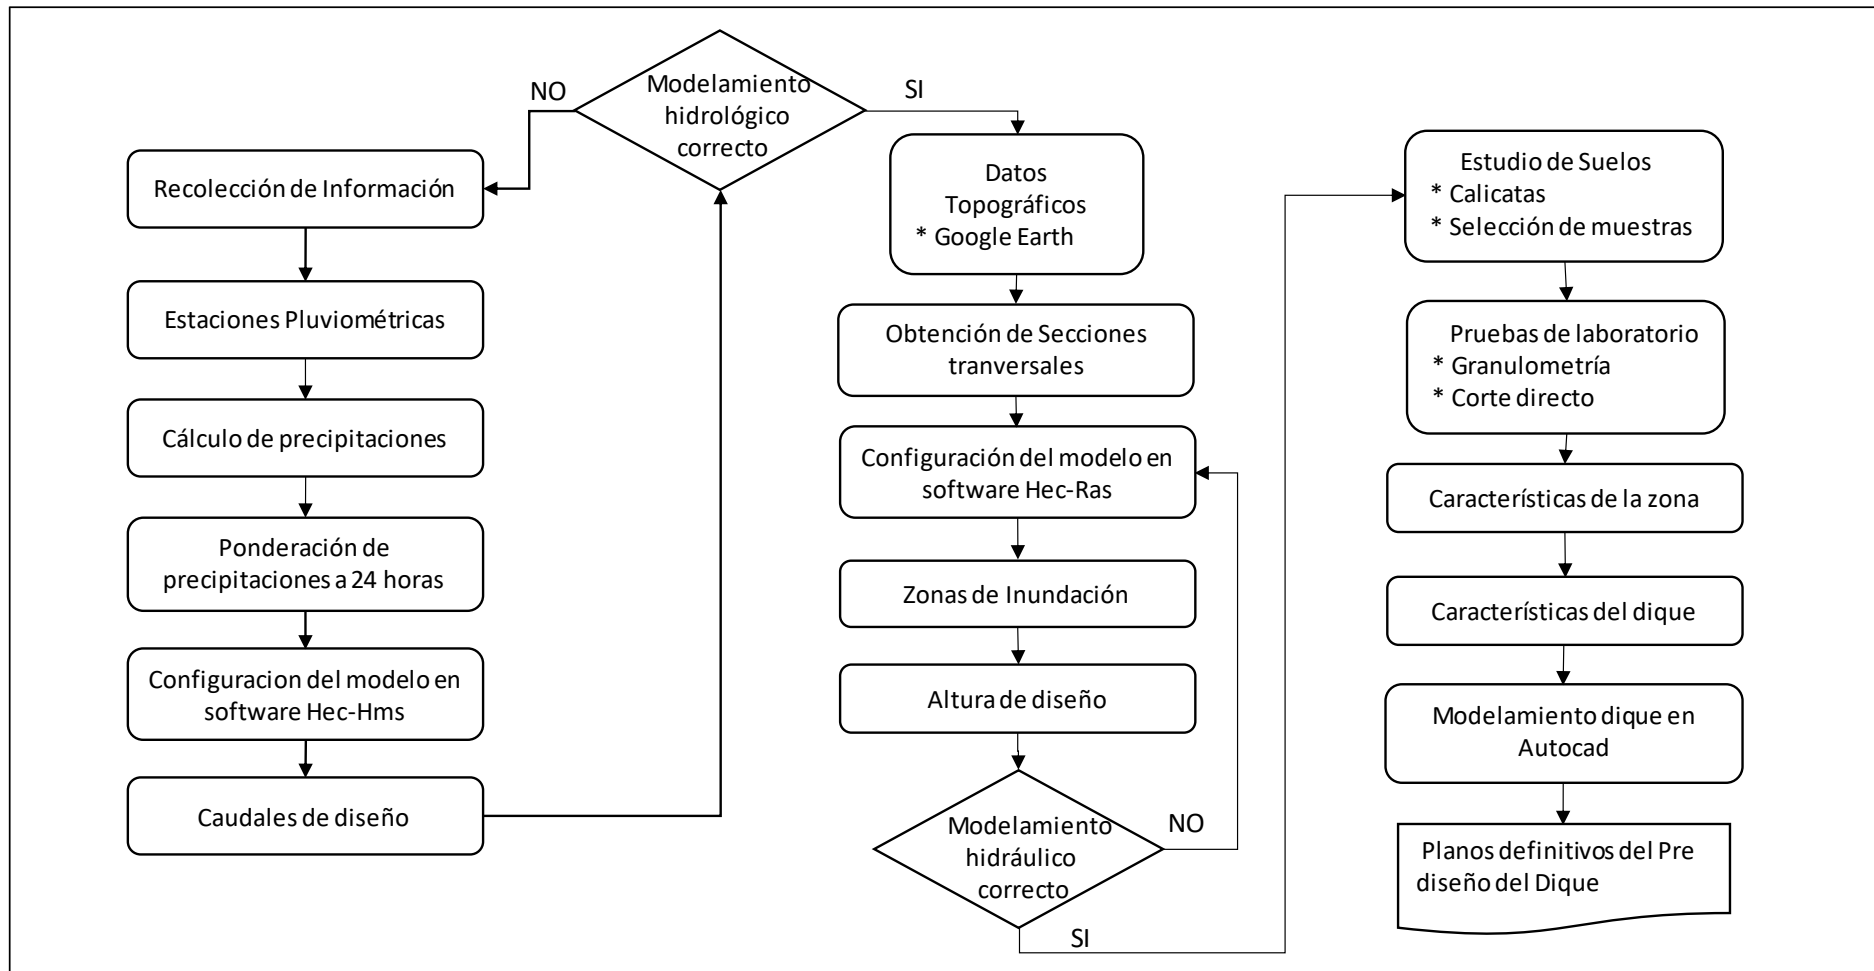 NO
Modelamiento
hidrológico
correcto
SI
Recolección de Información
Estaciones Pluviométricas
Cálculo de precipitaciones
Ponderación de
precipitaciones a 24 horas
Configuracion del modelo en
software Hec-Hms
Caudales de diseño
Datos
Topográficos
* Google Earth
Obtención de Secciones
tranversales
Configuración del modelo en
software Hec-Ras
Zonas de Inundación
Altura de diseño
Modelamiento
hidráulico
correcto
NO
SI
Estudio de Suelos
* Calicatas
* Selección de muestras
Pruebas de laboratorio
* Granulometría
* Corte directo
Características de la zona
Características del dique
Modelamiento dique en
Autocad
Planos definitivos del Pre
diseño del Dique